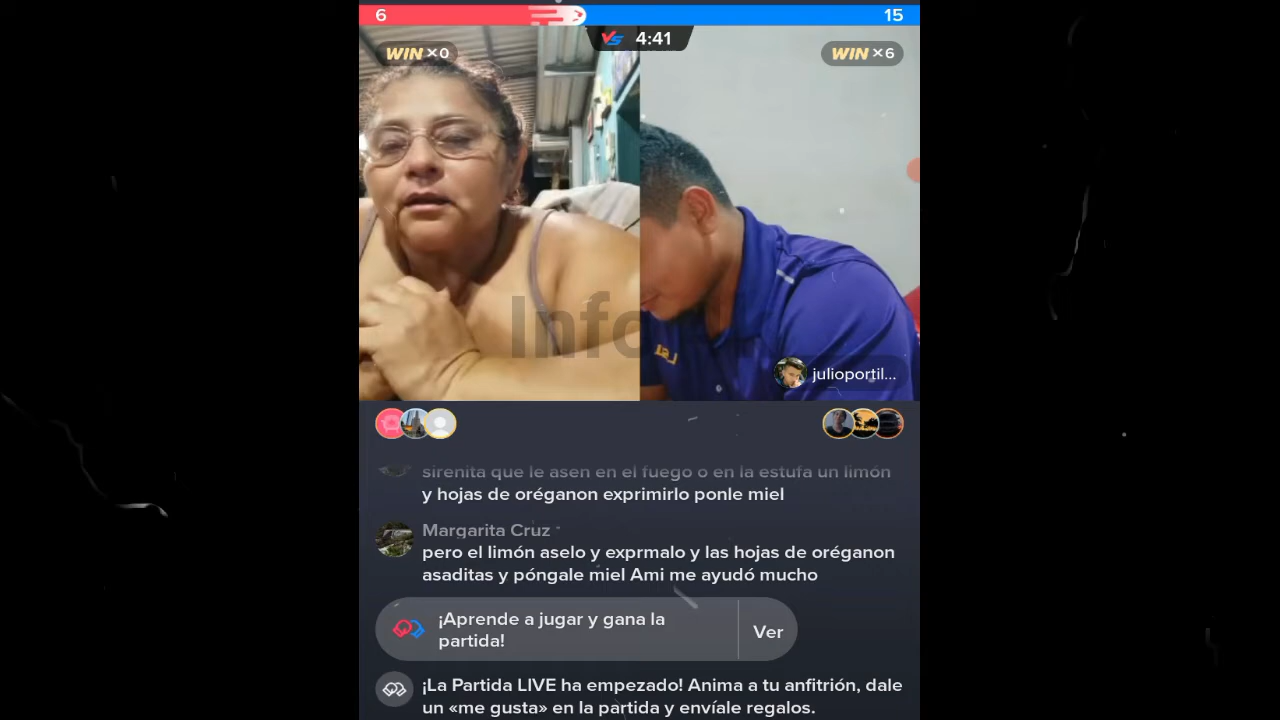 6
15
VS 4:41
WIN ×0
WIN ×6
Info
julioportil...
sirenita que le asen en el fuego o en la estufa un limón
y hojas de oréganon exprimirlo ponle miel
Margarita Cruz
pero el limón aselo y exprmalo y las hojas de oréganon
asaditas y póngale miel Ami me ayudó mucho
¡Aprende a jugar y gana la
partida!
Ver
¡La Partida LIVE ha empezado! Anima a tu anfitrión, dale
un «me gusta» en la partida y envíale regalos.